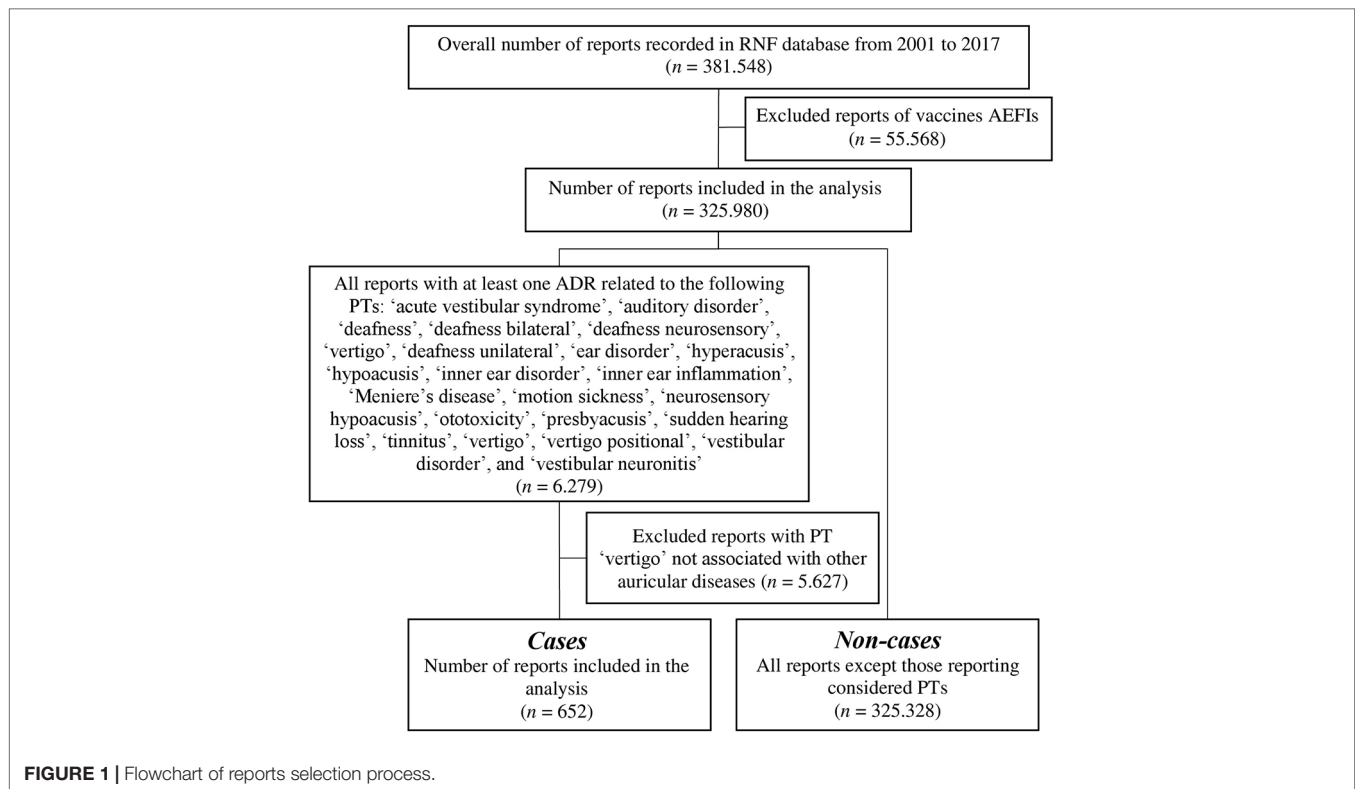 Overall number of reports recorded in RNF database from 2001 to 2017
(n = 381.548)
Excluded reports of vaccines AEFIs
(n = 55.568)
Number of reports included in the analysis
(n = 325.980)
All reports with at least one ADR related to the following
PTs: ‘acute vestibular syndrome’, ‘auditory disorder’,
‘deafness’, ‘deafness bilateral’, ‘deafness neurosensory’,
‘vertigo’, ‘deafness unilateral’, ‘ear disorder’, ‘hyperacusis’,
‘hypoacusis’, ‘inner ear disorder’, ‘inner ear inflammation’,
‘Meniere’s disease’, ‘motion sickness’, ‘neurosensory
hypoacusis’, ‘ototoxicity’, ‘presbyacusis’, ‘sudden hearing
loss’, ‘tinnitus’, ‘vertigo’, ‘vertigo positional’, ‘vestibular
disorder’, and ‘vestibular neuronitis’
(n = 6.279)
Excluded reports with PT
‘vertigo’ not associated with other
auricular diseases (n = 5.627)
Cases
Number of reports included in the
analysis
(n = 652)
Non-cases
All reports except those reporting
considered PTs
(n = 325.328)
FIGURE 1 | Flowchart of reports selection process.